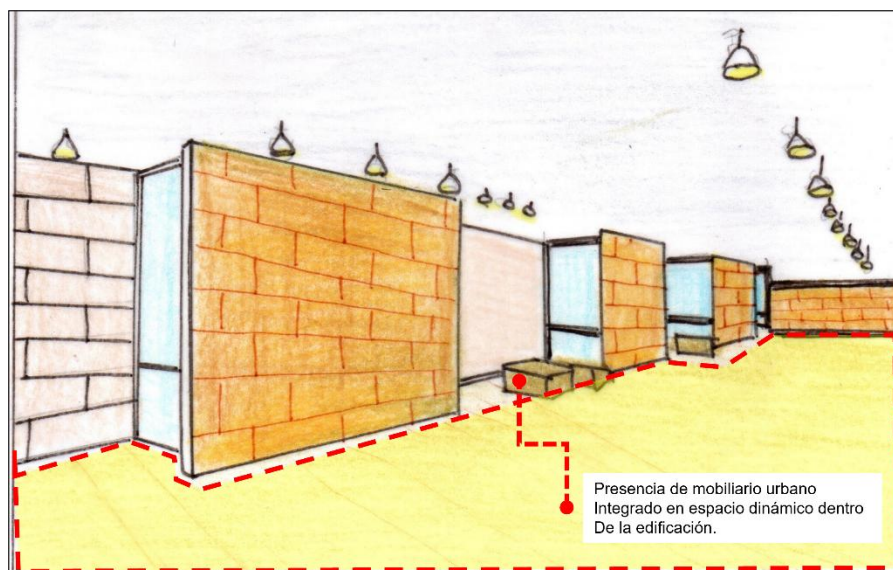 Presencia de mobiliario urbano
Integrado en espacio dinámico dentro
De la edificación.